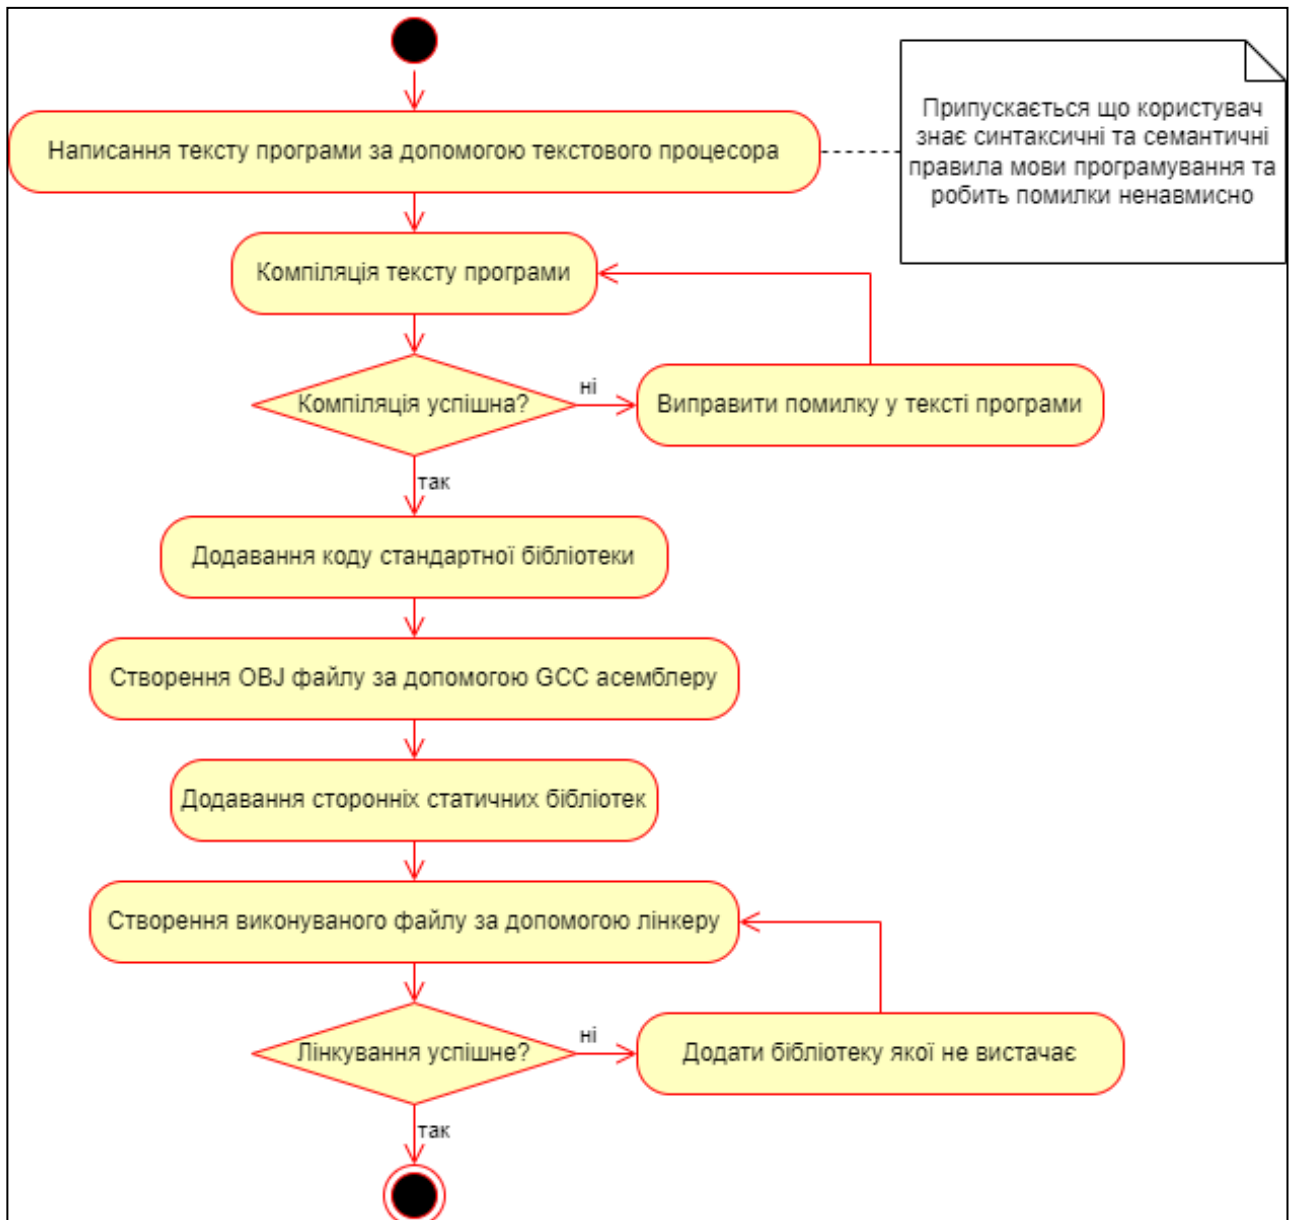 Припускається що користувач
знає синтаксичні та семантичні
правила мови програмування та
робить помилки ненавмисно
Написання тексту програми за допомогою текстового процесора
Компіляція тексту програми
Компіляція успішна?
ні
Виправити помилку у тексті програми
так
Додавання коду стандартної бібліотеки
Створення OBJ файлу за допомогою GCC асемблеру
Додавання сторонніх статичних бібліотек
Створення виконуваного файлу за допомогою лінкеру
Лінкування успішне?
ні
Додати бібліотеку якої не вистачає
так